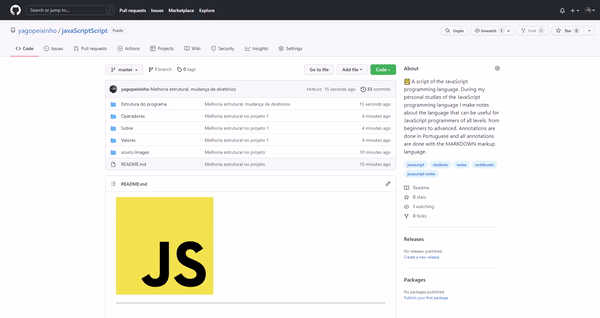 Search or jump to...
/
Pull requests Issues Marketplace Explore
yagopeixinho / javaScriptScript Public
Unpin
Unwatch 1
Fork 0
Star 0
Code
Issues
Pull requests
Actions
Projects
Wiki
Security
Insights
Settings
master
1 branch
0 tags
Go to file
Add file
Code
yagopeixinho Melhoria estrutural. mudança de diretórios
15 seconds ago
33 commits
Estrutura do programa Melhoria estrutural. mudança de diretórios 15 seconds ago
Operadores Melhoria estrutural no projeto 1 4 minutes ago
Sobre Melhoria estrutural no projeto 1 4 minutes ago
Valores Melhoria estrutural no projeto 1 4 minutes ago
assets/images Melhoria estrutural no projeto 10 minutes ago
README.md Melhoria estrutural no projeto 10 minutes ago
README.md
JS
About
A script of the JavaScript
programming language. During my
personal studies of the JavaScript
programming language I make notes
about the language that can be useful for
JavaScript programmers of all levels, from
beginners to advanced. Annotations are
done in Portuguese and all annotations
are done with the MARKDOWN markup
language.
javascript students notes notebooks
javascript-notes
Readme
0 stars
1 watching
0 forks
Releases
No releases published
Create a new release
Packages
No packages published
Publish your first package